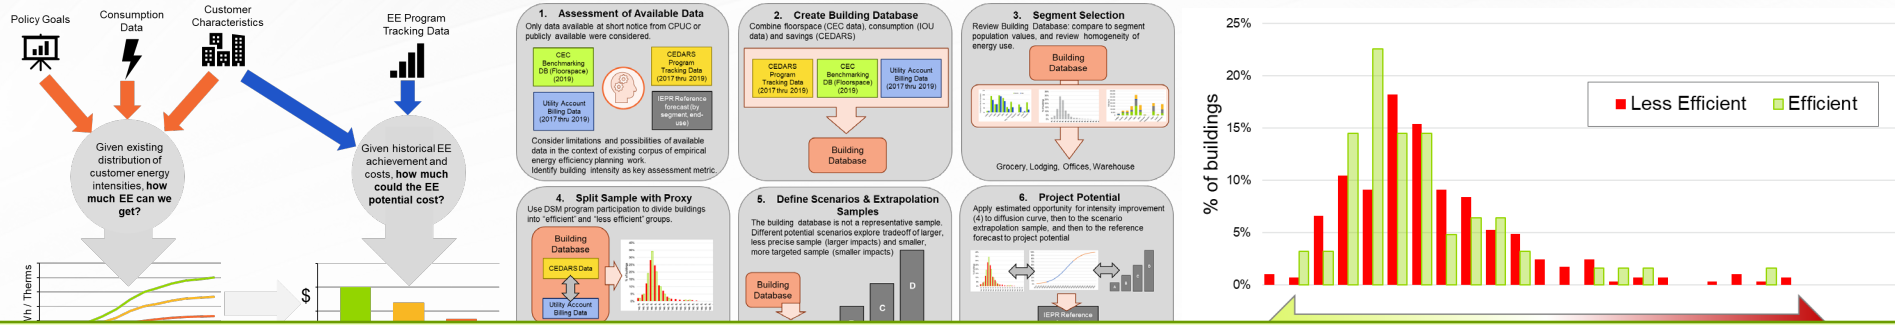 Policy Goals
Consumption
Data
Customer
Characteristics
EE Program
Tracking Data
Given existing
distribution of
customer energy
intensities, how
much EE can we
get?
Given historical EE
achievement and
costs, how much
could the EE
potential cost?
Wh / Therms
$
1. Assessment of Available Data
Only data available at short notice from CPUC or
publicly available were considered.
CEC
Benchmarking
DB (Floorspace)
(2019)
CEDARS
Program
Tracking Data
(2017 thru 2019)
Utility Account
Billing Data
(2017 thru 2019)
IEPR Reference
forecast (by
segment, end-
use)
Consider limitations and possibilities of available
data in the context of existing corpus of empirical
energy efficiency planning work.
Identify building intensity as key assessment metric.
2. Create Building Database
Combine floorspace (CEC data), consumption (IOU
data) and savings (CEDARS)
CEDARS
Program
Tracking Data
(2017 thru 2019)
CEC
Benchmarking
DB (Floorspace)
(2019)
Utility Account
Billing Data
(2017 thru 2019)
Building
Database
3. Segment Selection
Review Building Database: compare to segment
population values, and review homogeneity of
energy use.
Building
Database
Grocery, Lodging, Offices, Warehouse
4. Split Sample with Proxy
Use DSM program participation to divide buildings
into "efficient" and "less efficient" groups.
Building
Database
CEDARS Data
Utility Account
Billing Data
5. Define Scenarios & Extrapolation
Samples
The building database is not a representative sample.
Different potential scenarios explore tradeoff of larger,
less precise sample (larger impacts) and smaller,
more targeted sample (smaller impacts)
Building
Database
C
D
6. Project Potential
Apply estimated opportunity for intensity improvement
(4) to diffusion curve, then to the scenario
extrapolation sample, and then to the reference
forecast to project potential
IEPR Reference
% of buildings
25%
20%
15%
10%
5%
0%
Less Efficient
Efficient